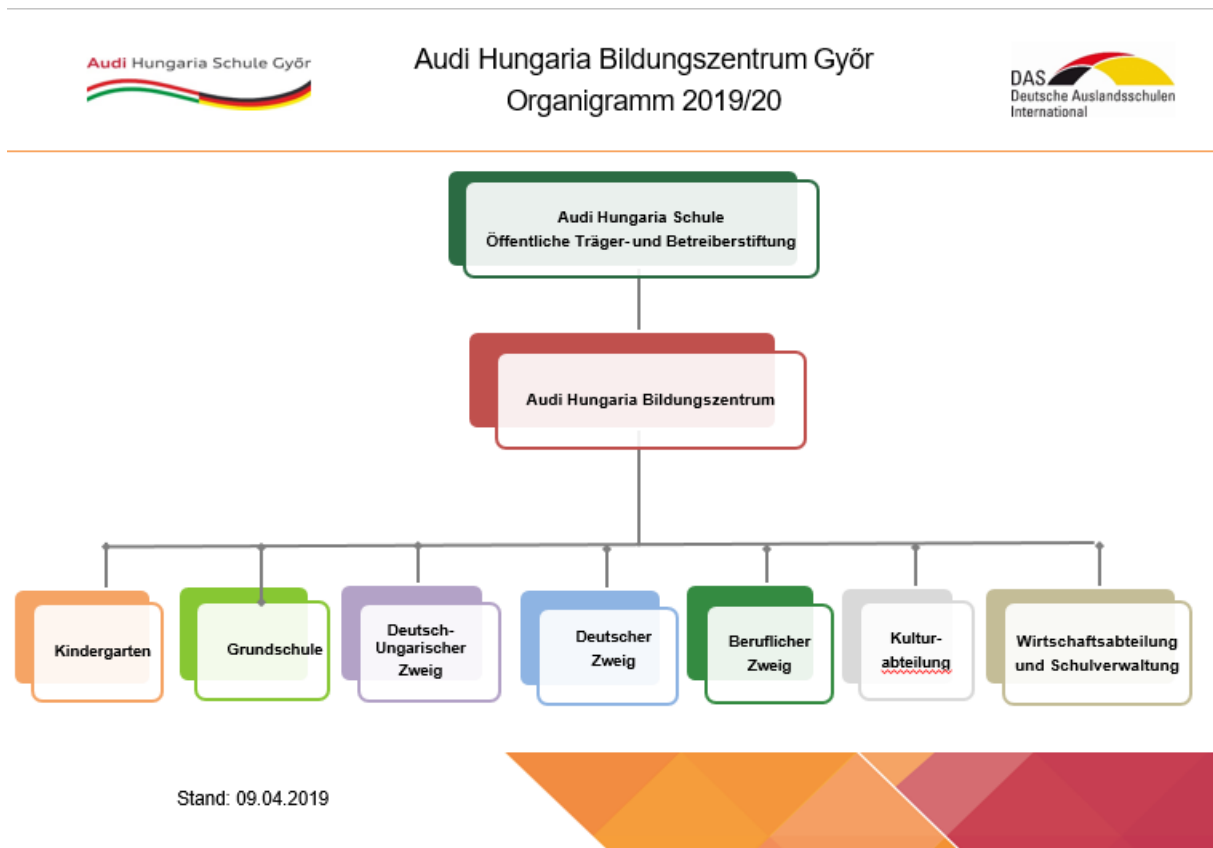 Audi Hungaria Schule Győr
Audi Hungaria Bildungszentrum Győr
Organigramm 2019/20
DAS
Deutsche Auslandsschulen
International
Audi Hungaria Schule
Öffentliche Träger- und Betreiberstiftung
Audi Hungaria Bildungszentrum
Kindergarten
Grundschule
Deutsch-
Ungarischer
Zweig
Deutscher
Zweig
Beruflicher
Zweig
Kultur-
abteilung
Wirtschaftsabteilung
und Schulverwaltung
Stand: 09.04.2019